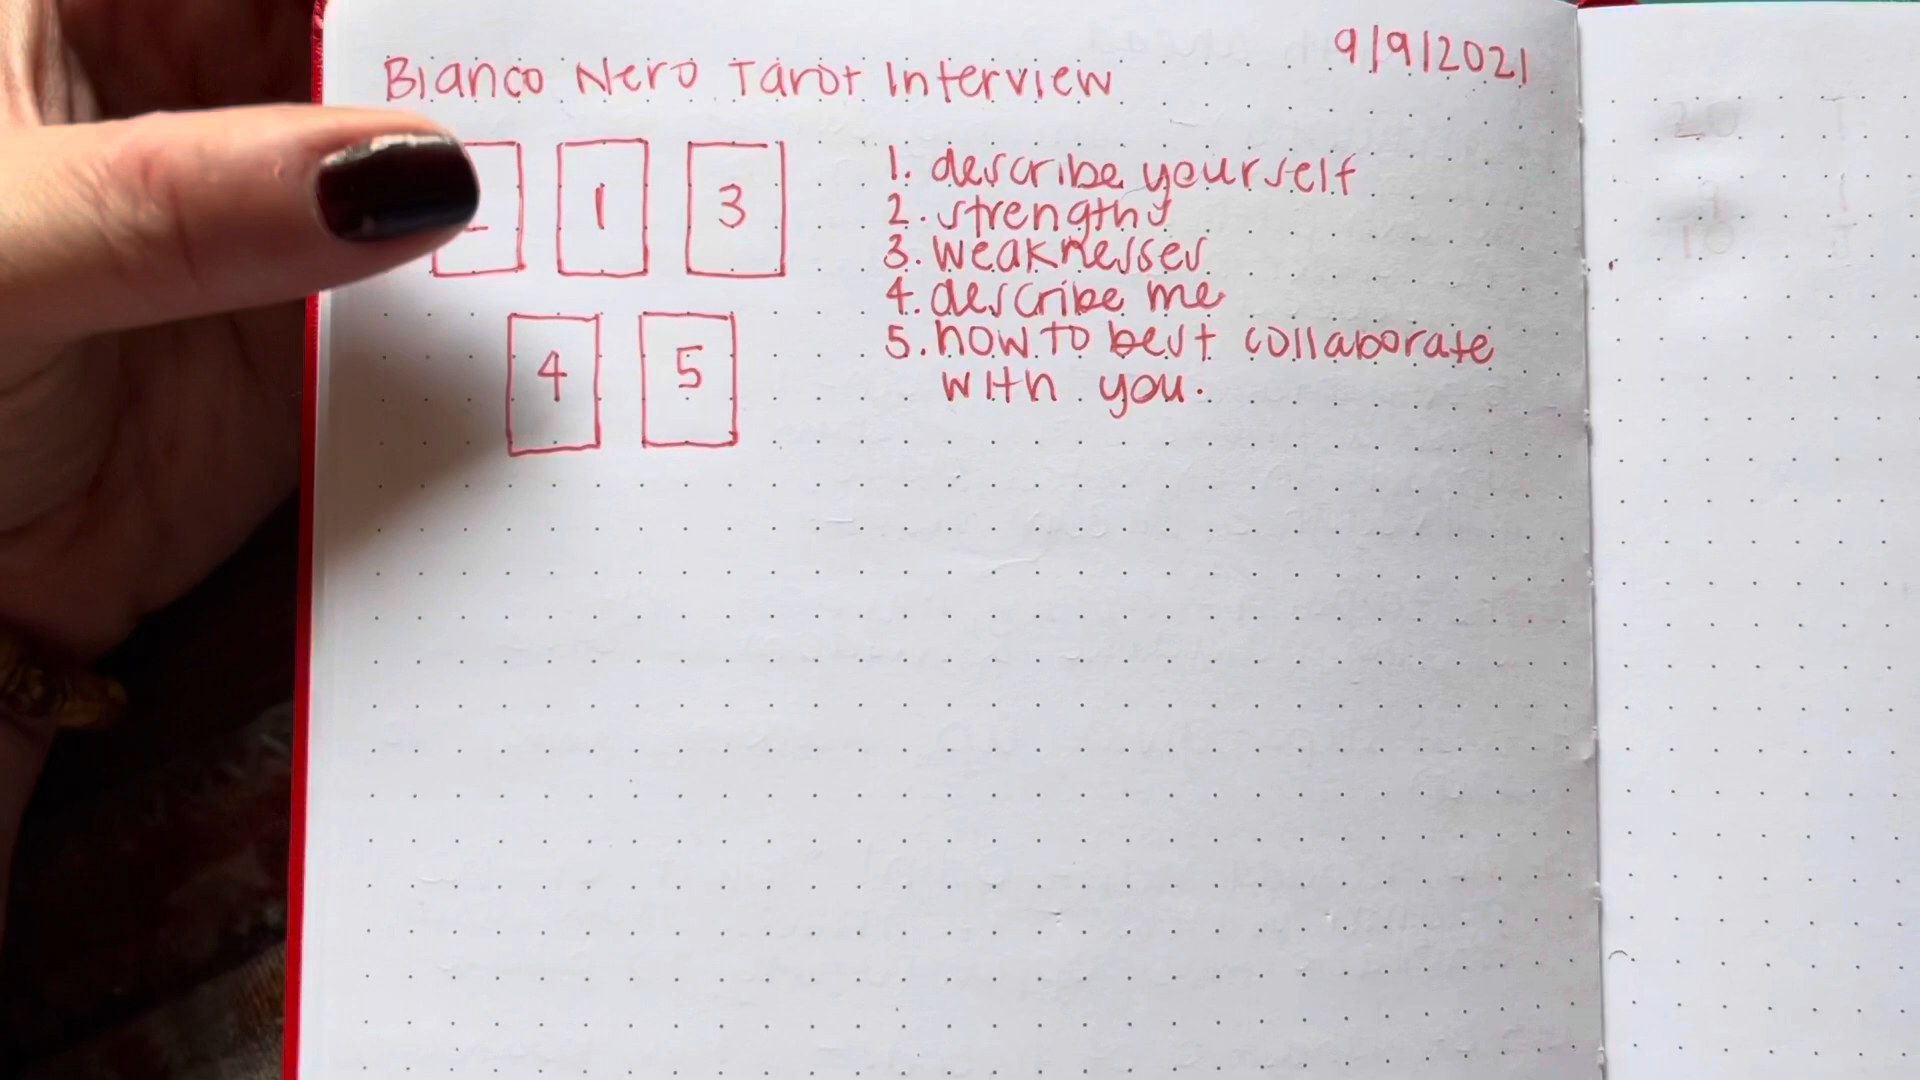 9/9/2021
Bianco Nero Tarot Interview
1 3
4 5
1. describe yourself
2. strengths
3. weaknesses
4. describe me
5. how to best collaborate
with you.